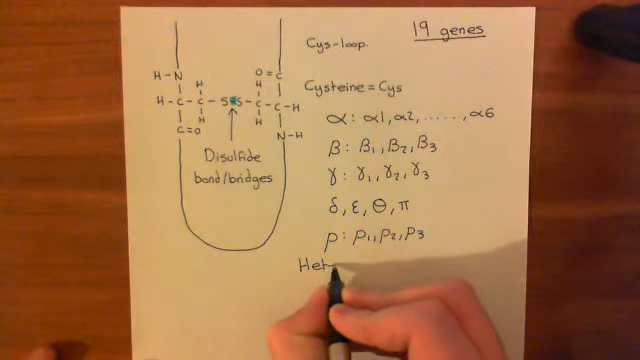 19 genes
Cys-loop.
H-N
O=C
H
H
Cysteine = Cys
H-C-C-S-S-C-C-H
H
H
C=O
N-H
α: α1, α2, ......, α6
Disulfide
bond/bridges
β: β1, β2, β3
γ: γ1, γ2, γ3
δ, ε, θ, π
ρ: ρ1, ρ2, ρ3
Het